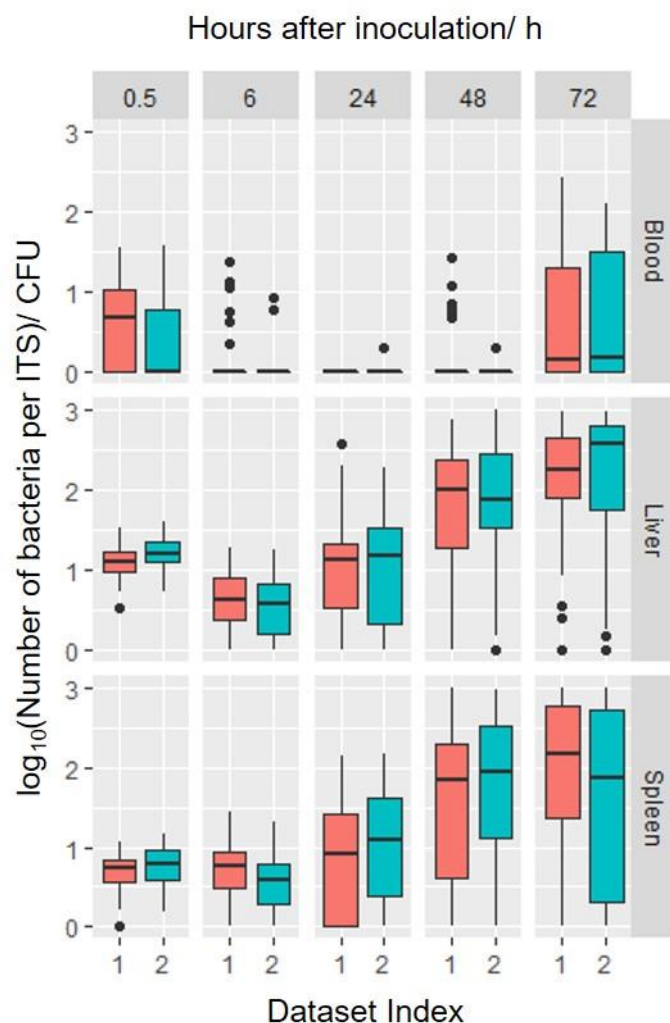 Hours after inoculation/ h
0.5 6 24 48 72
log₁₀(Number of bacteria per ITS)/ CFU
3
2
1
0
Blood
3
2
1
0
Liver
3
2
1
0
Spleen
1 2 1 2 1 2 1 2 1 2
Dataset Index